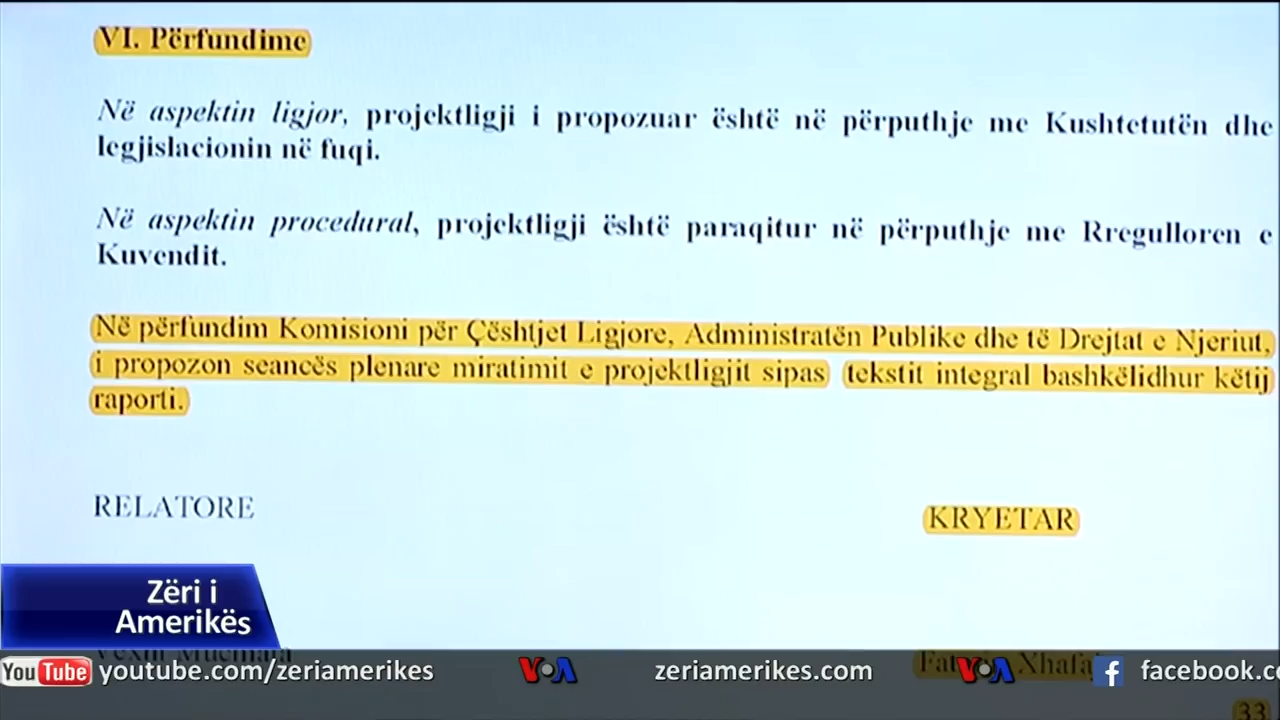 VI. Përfundime
Në aspektin ligjor, projektligji i propozuar është në përputhje me Kushtetutën dhe
legjislacionin në fuqi.
Në aspektin procedural, projektligji është paraqitur në përputhje me Rregulloren e
Kuvendit.
Në përfundim Komisioni për Çështjet Ligjore, Administratën Publike dhe të Drejtat e Njeriut,
i propozon seancës plenare miratimit e projektligjit sipas tekstit integral bashkëlidhur këtij
raporti.
RELATORE
KRYETAR
Zëri i
Amerikës
YouTube youtube.com/zeriamerikes VOA zeriamerikes.com VOA f facebook.co
33